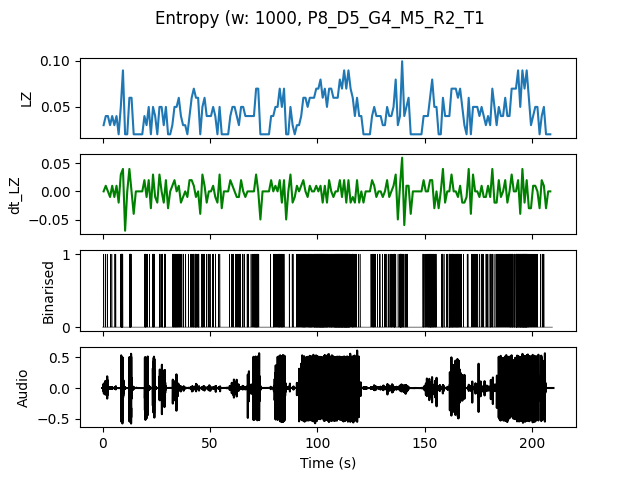 Entropy (w: 1000, P8_D5_G4_M5_R2_T1
0.10
0.05
LZ
0.05
0.00
−0.05
dt_LZ
1
0
Binarised
0.5
0.0
−0.5
Audio
0 50 100 150 200
Time (s)